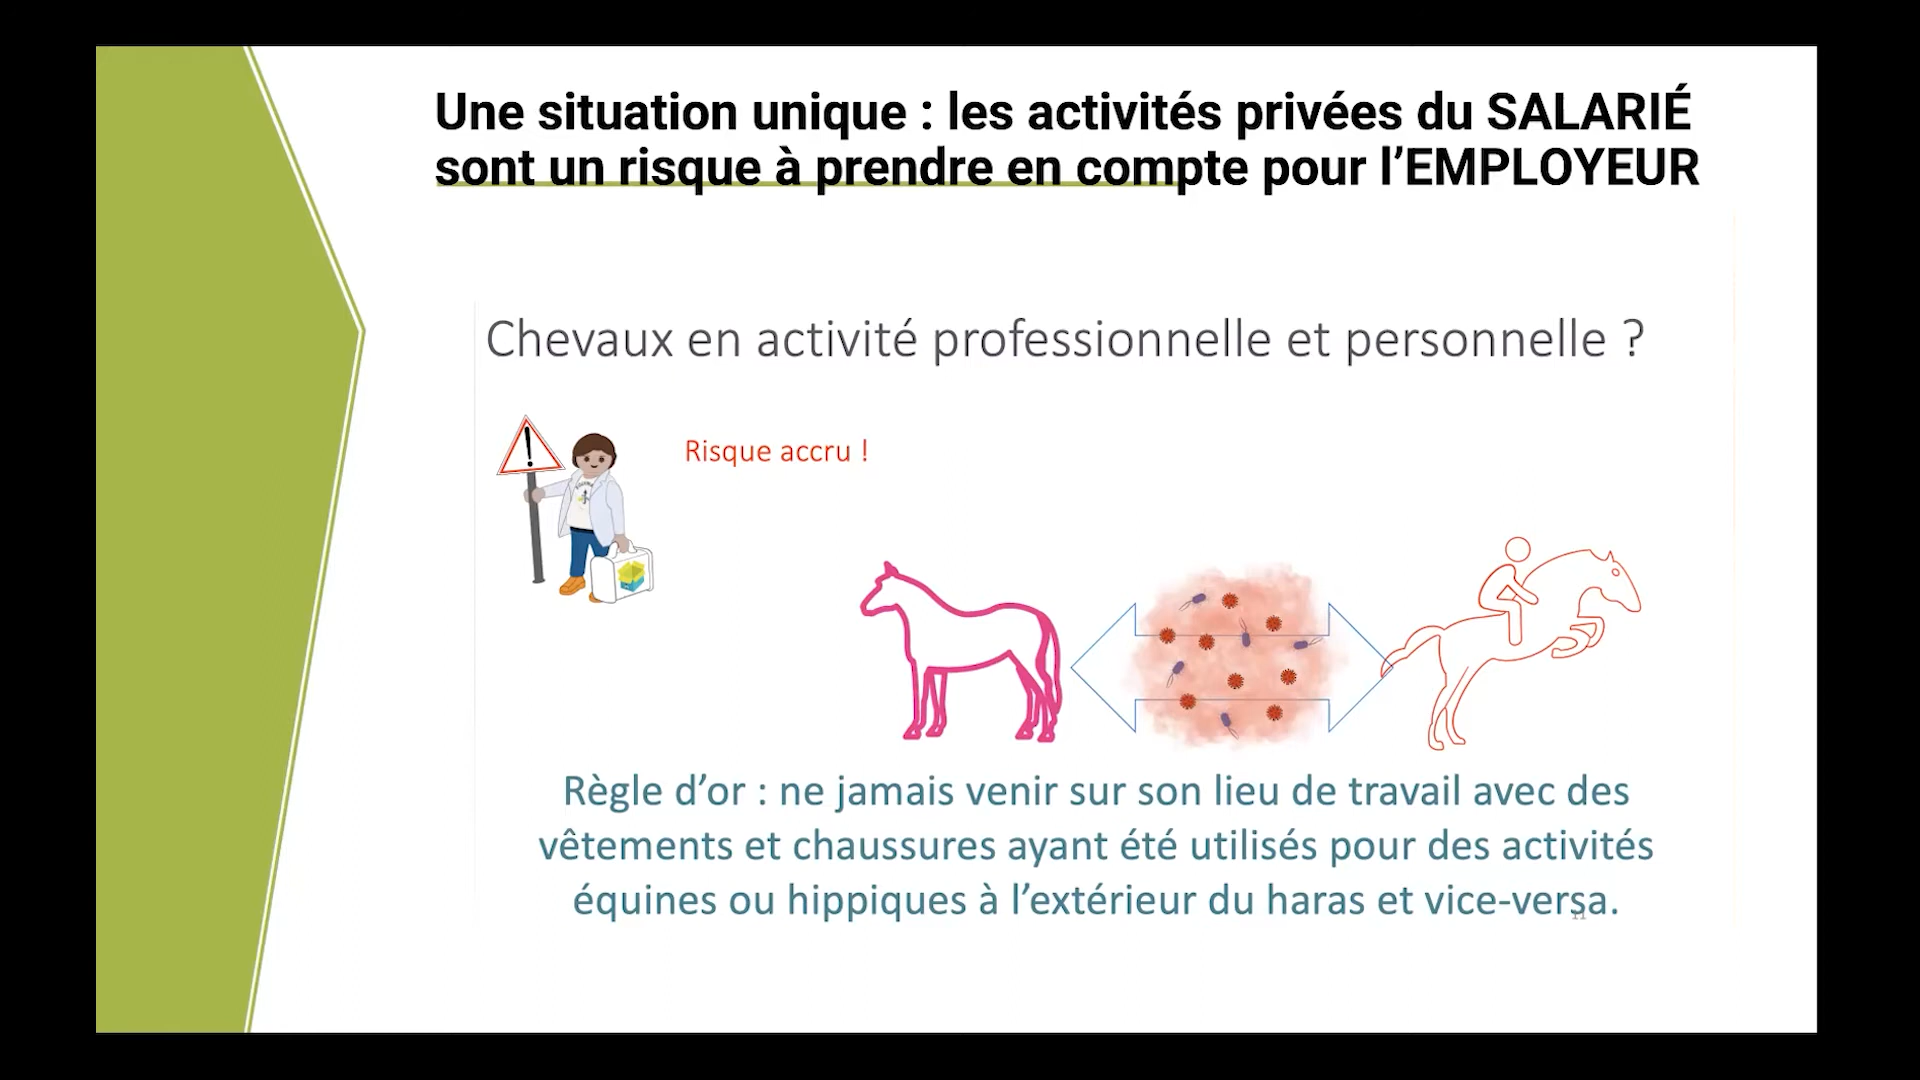 Une situation unique : les activités privées du SALARIÉ
sont un risque à prendre en compte pour l’EMPLOYEUR
Chevaux en activité professionnelle et personnelle ?
Risque accru !
Règle d’or : ne jamais venir sur son lieu de travail avec des
vêtements et chaussures ayant été utilisés pour des activités
équines ou hippiques à l’extérieur du haras et vice-versa.
11